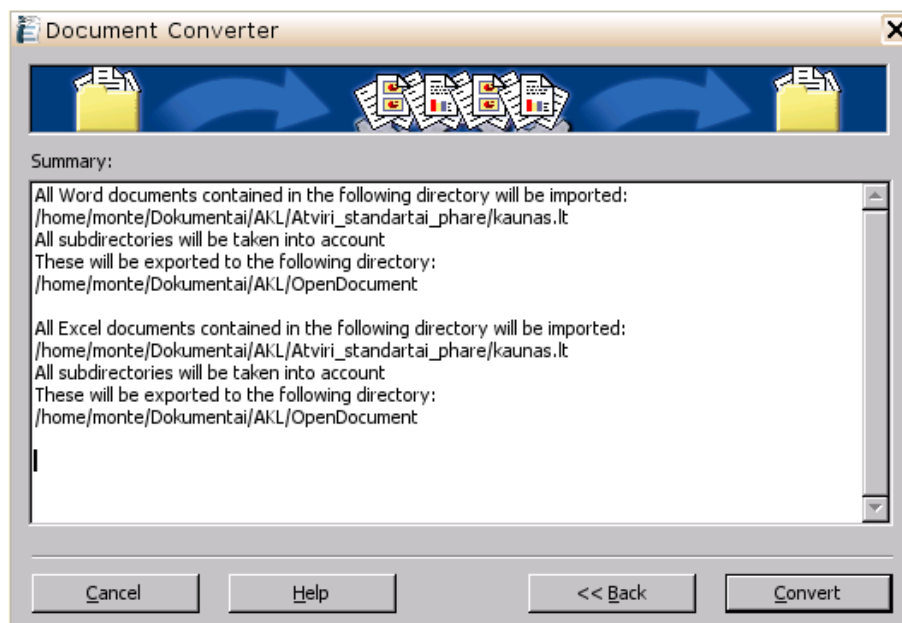 Document Converter
Summary:
All Word documents contained in the following directory will be imported:
/home/monte/Dokumentai/AKL/Atviri_standartai_phare/kaunas.lt
All subdirectories will be taken into account
These will be exported to the following directory:
/home/monte/Dokumentai/AKL/OpenDocument

All Excel documents contained in the following directory will be imported:
/home/monte/Dokumentai/AKL/Atviri_standartai_phare/kaunas.lt
All subdirectories will be taken into account
These will be exported to the following directory:
/home/monte/Dokumentai/AKL/OpenDocument
Cancel Help << Back Convert